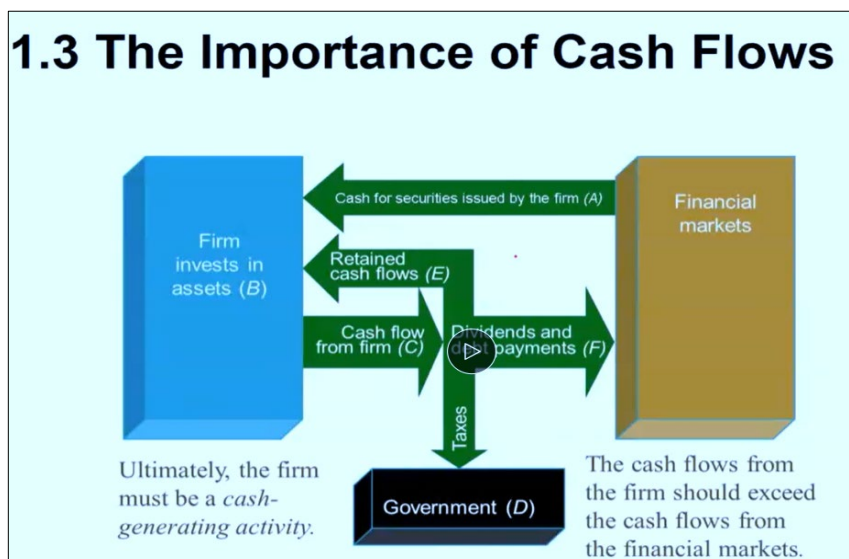 1.3 The Importance of Cash Flows
Cash for securities issued by the firm (A)
Financial
markets
Firm
invests in
assets (B)
Retained
cash flows (E)
Cash flow
from firm (C)
Dividends and
debt payments (F)
Taxes
Ultimately, the firm
must be a cash-
generating activity.
Government (D)
The cash flows from
the firm should exceed
the cash flows from
the financial markets.